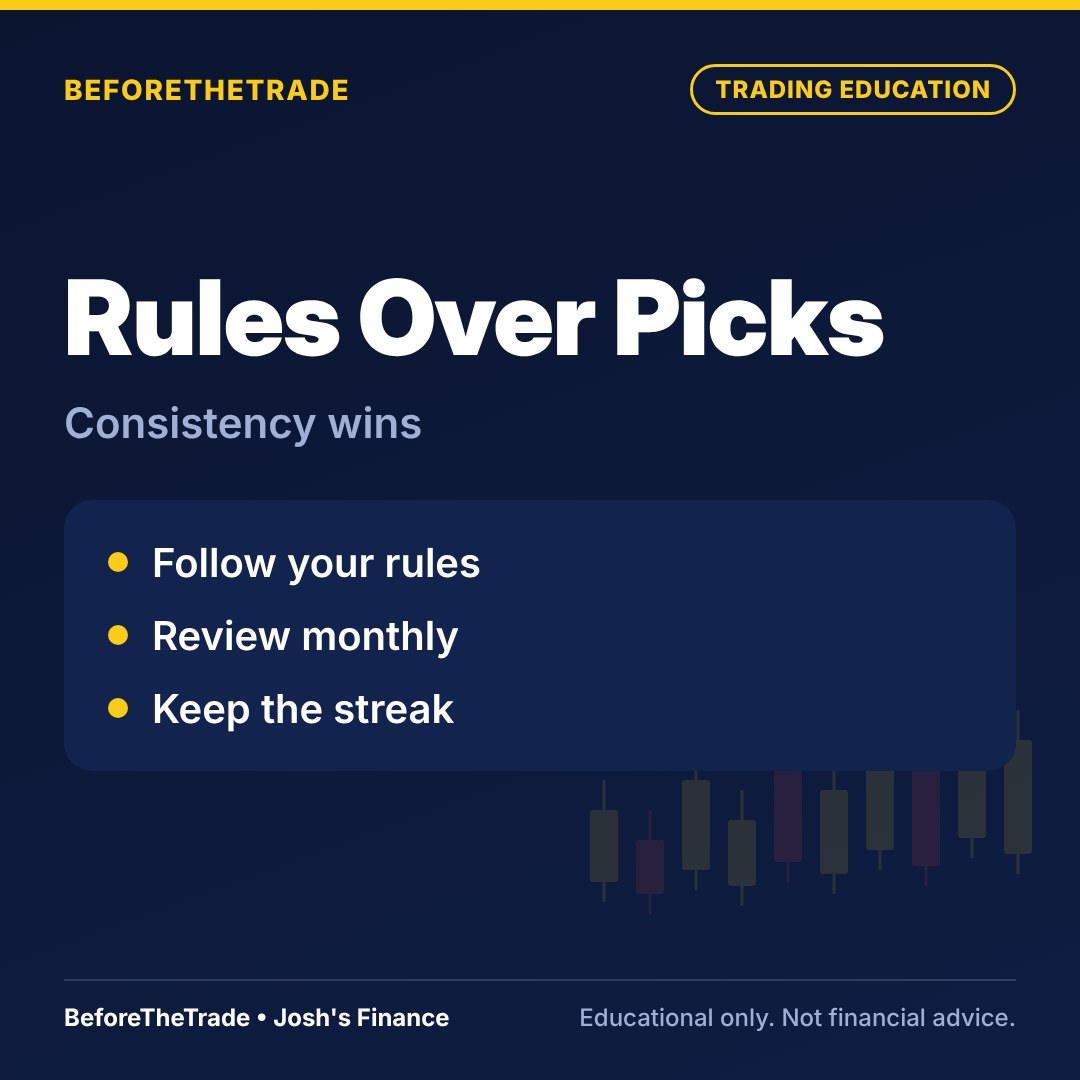 BEFORETHETRADE
TRADING EDUCATION
Rules Over Picks
Consistency wins
Follow your rules
Review monthly
Keep the streak
BeforeTheTrade • Josh's Finance
Educational only. Not financial advice.